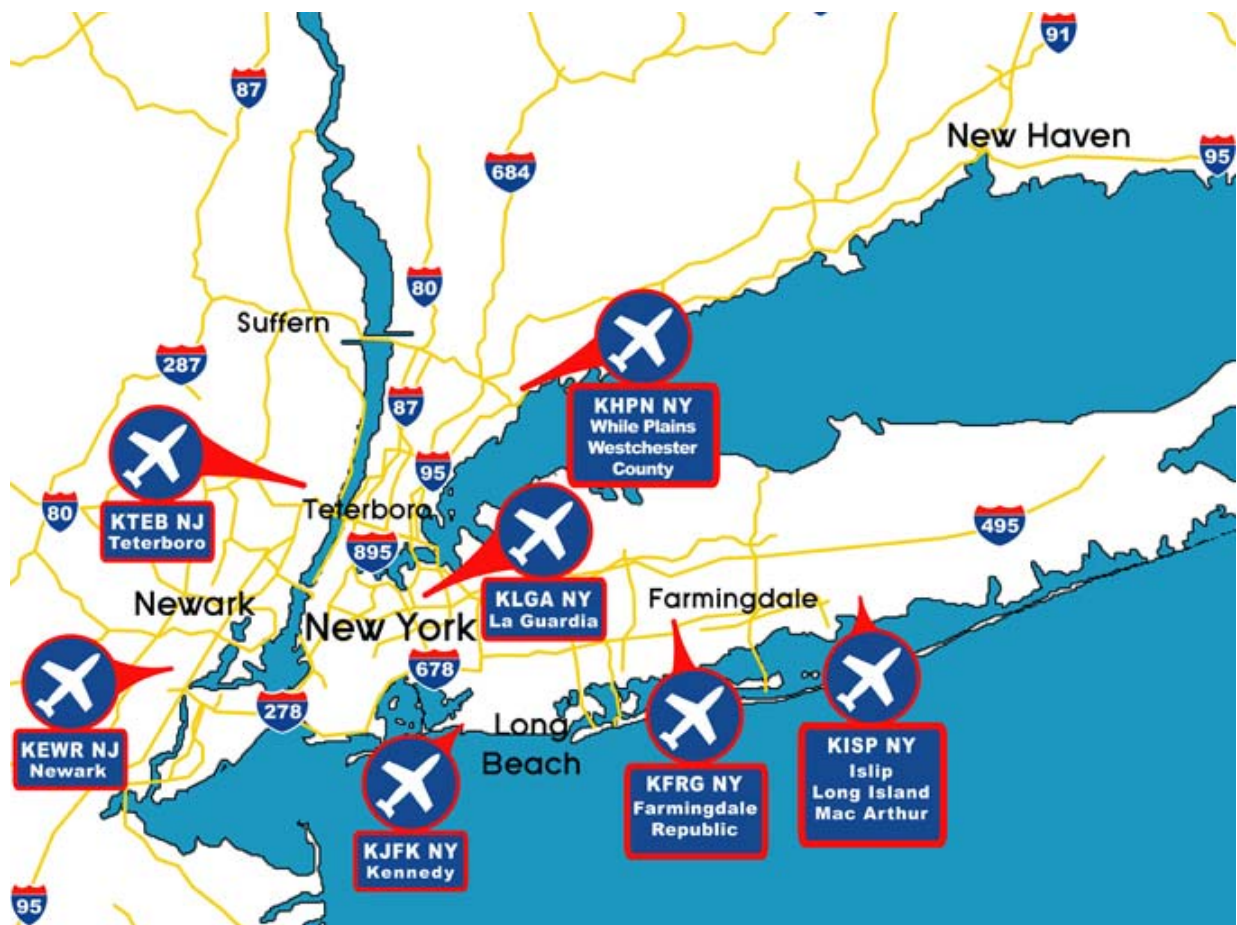 91
87
New Haven
95
684
80
Suffern
287
87
KHPN NY
While Plains
Westchester
County
95
80
KTEB NJ
Teterboro
Teterboro
895
495
KLGA NY
La Guardia
Newark
New York
Farmingdale
678
278
KEWR NJ
Newark
Long
Beach
KISP NY
Islip
Long Island
Mac Arthur
KFRG NY
Farmingdale
Republic
KJFK NY
Kennedy
95